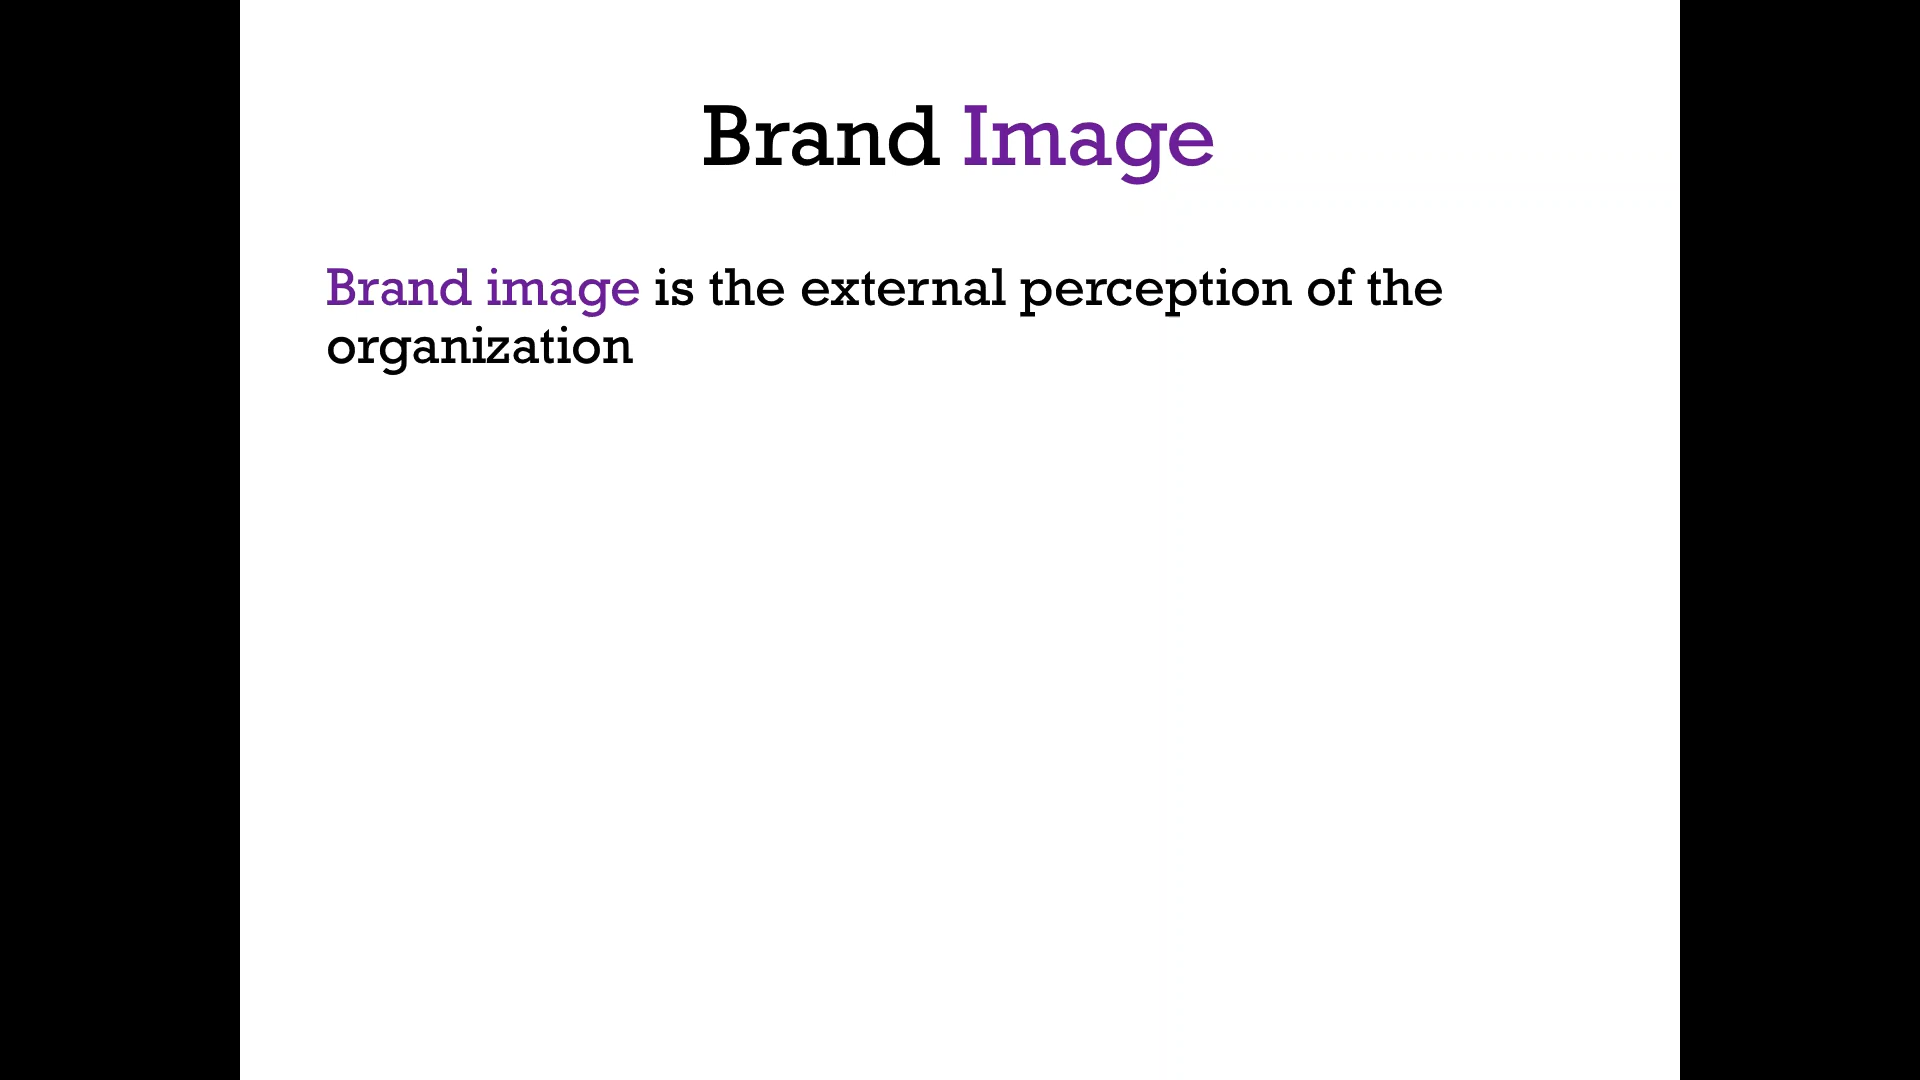 Brand Image
Brand image is the external perception of the
organization